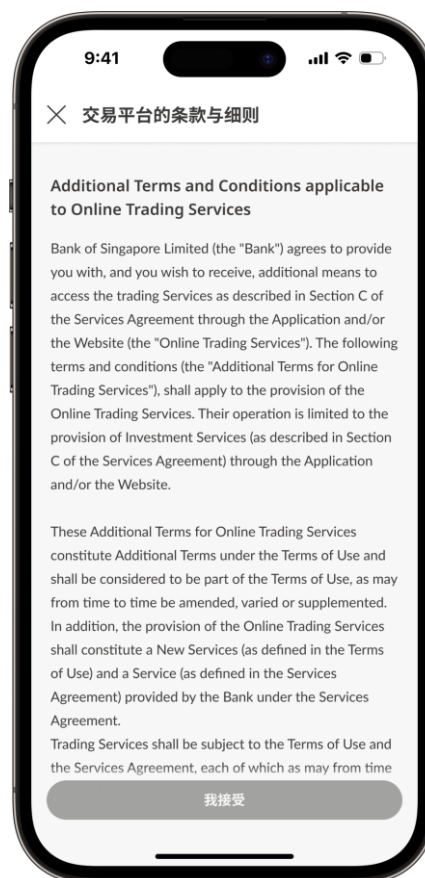 9:41
交易平台的条款与细则
Additional Terms and Conditions applicable
to Online Trading Services
Bank of Singapore Limited (the "Bank") agrees to provide
you with, and you wish to receive, additional means to
access the trading Services as described in Section C of
the Services Agreement through the Application and/or
the Website (the "Online Trading Services"). The following
terms and conditions (the "Additional Terms for Online
Trading Services"), shall apply to the provision of the
Online Trading Services. Their operation is limited to the
provision of Investment Services (as described in Section
C of the Services Agreement) through the Application
and/or the Website.
These Additional Terms for Online Trading Services
constitute Additional Terms under the Terms of Use and
shall be considered to be part of the Terms of Use, as may
from time to time be amended, varied or supplemented.
In addition, the provision of the Online Trading Services
shall constitute a New Services (as defined in the Terms
of Use) and a Service (as defined in the Services
Agreement) provided by the Bank under the Services
Agreement.
Trading Services shall be subject to the Terms of Use and
the Services Agreement, each of which as may from time
我接受